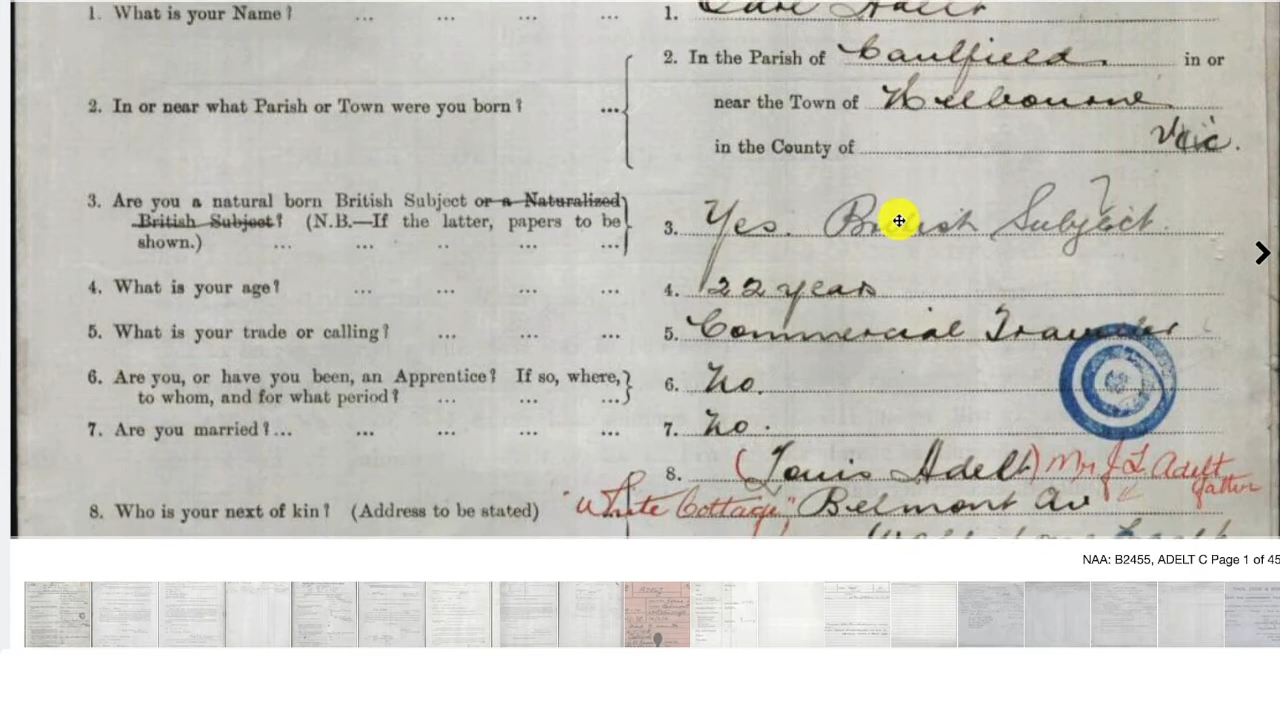 1. What is your Name? ... ... ... ... 1. Adelt
2. In or near what Parish or Town were you born? ... 2. In the Parish of Caulfield. in or
near the Town of Melbourne
in the County of Vic.
3. Are you a natural born British Subject or a Naturalized
British Subject? (N.B.—If the latter, papers to be
shown.) ... ... ... ... ... 3. Yes. British Subject.
4. What is your age? ... ... ... ... 4. 22 years
5. What is your trade or calling? ... ... ... 5. Commercial Traveller
6. Are you, or have you been, an Apprentice? If so, where,
to whom, and for what period? ... ... ... 6. No.
7. Are you married?... ... ... ... ... 7. No.
8. (Louis Adelt) Mr J L Adelt
father
8. Who is your next of kin? (Address to be stated) "White Cottage," Belmont Av
NAA: B2455, ADELT C Page 1 of 45